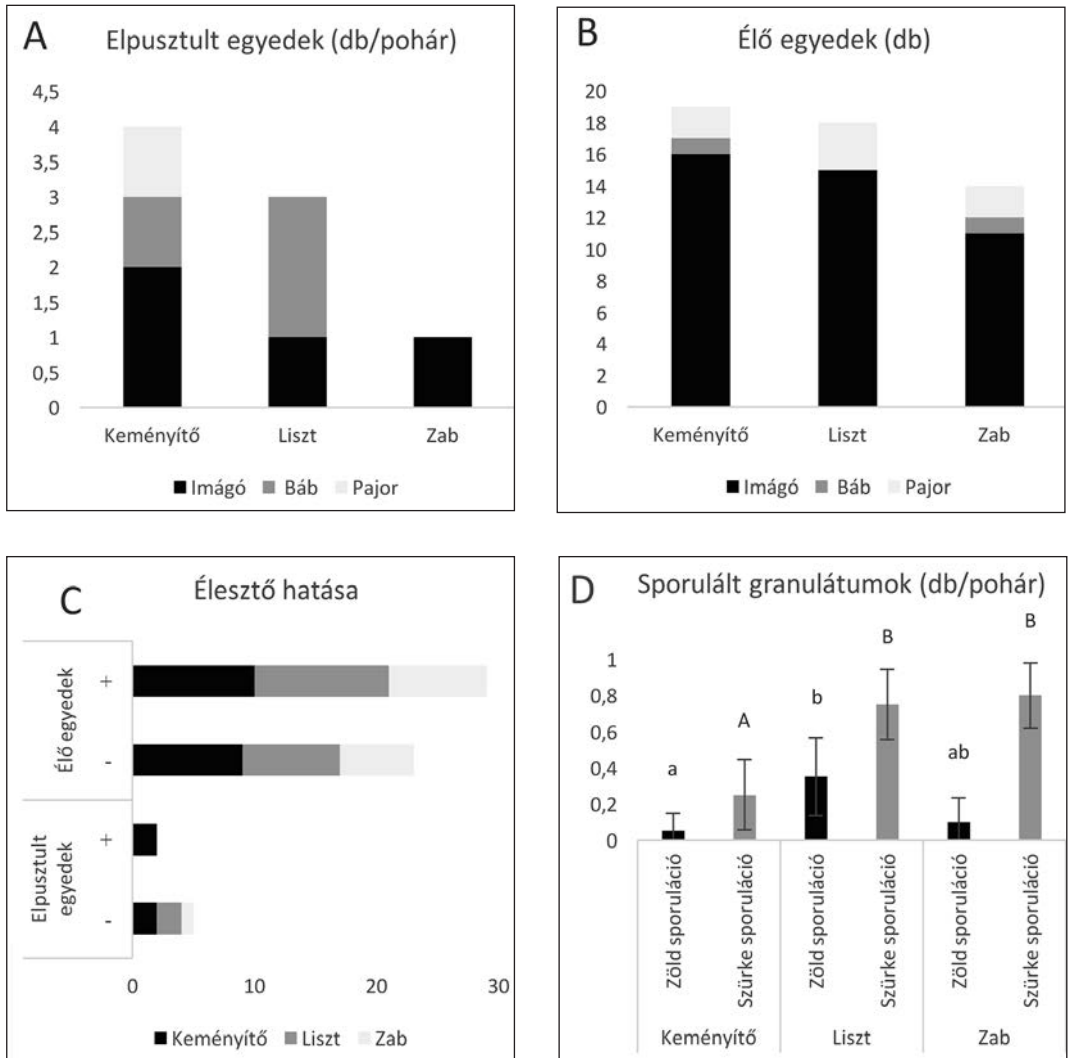 A
Elpusztult egyedek (db/pohár)
4,5
4
3,5
3
2,5
2
1,5
1
0,5
0
Keményítő Liszt Zab
Imágó Báb Pajor
B
Élő egyedek (db)
20
18
16
14
12
10
8
6
4
2
0
Keményítő Liszt Zab
Imágó Báb Pajor
C
Élesztő hatása
Élő egyedek
+
-
Elpusztult
egyedek
+
-
0 10 20 30
Keményítő Liszt Zab
D
Sporulált granulátumok (db/pohár)
1
0,8
0,6
0,4
0,2
0
a A b B ab B
Zöld sporuláció
Szürke sporuláció
Zöld sporuláció
Szürke sporuláció
Zöld sporuláció
Szürke sporuláció
Keményítő Liszt Zab